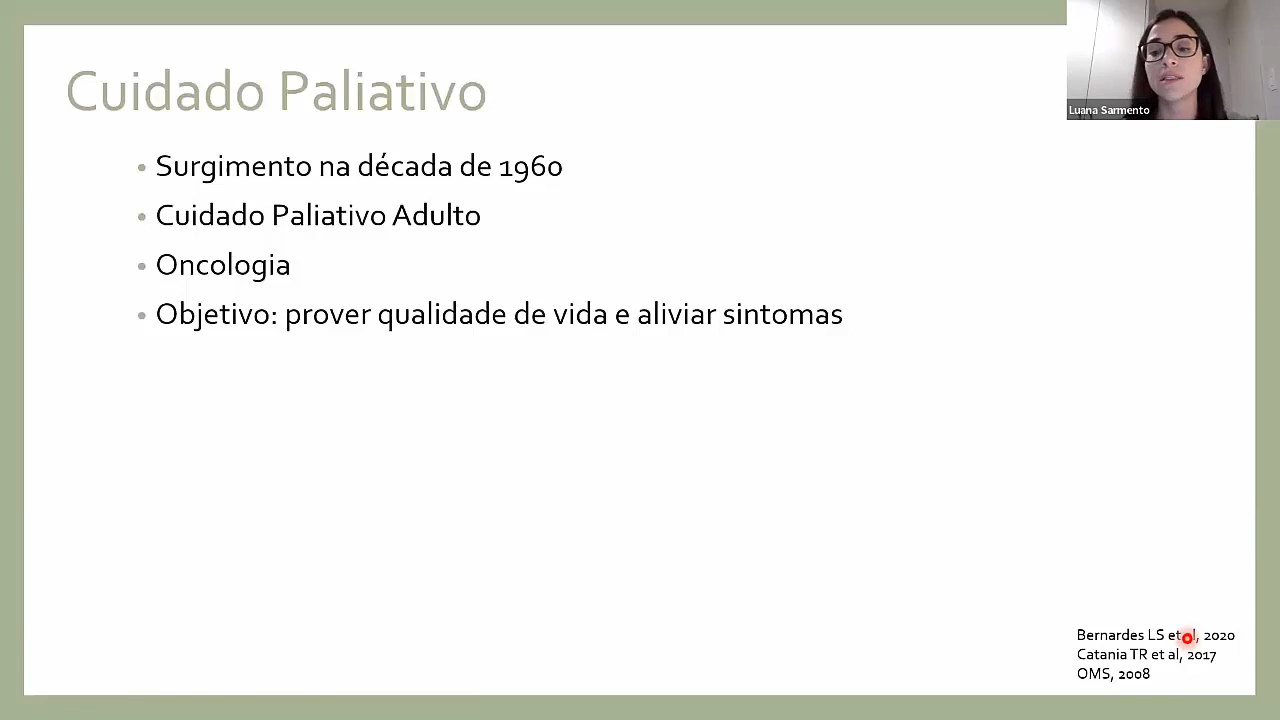 Cuidado Paliativo
Luana Sarmento
• Surgimento na década de 1960
• Cuidado Paliativo Adulto
• Oncologia
• Objetivo: prover qualidade de vida e aliviar sintomas
Bernardes LS et al, 2020
Catania TR et al, 2017
OMS, 2008